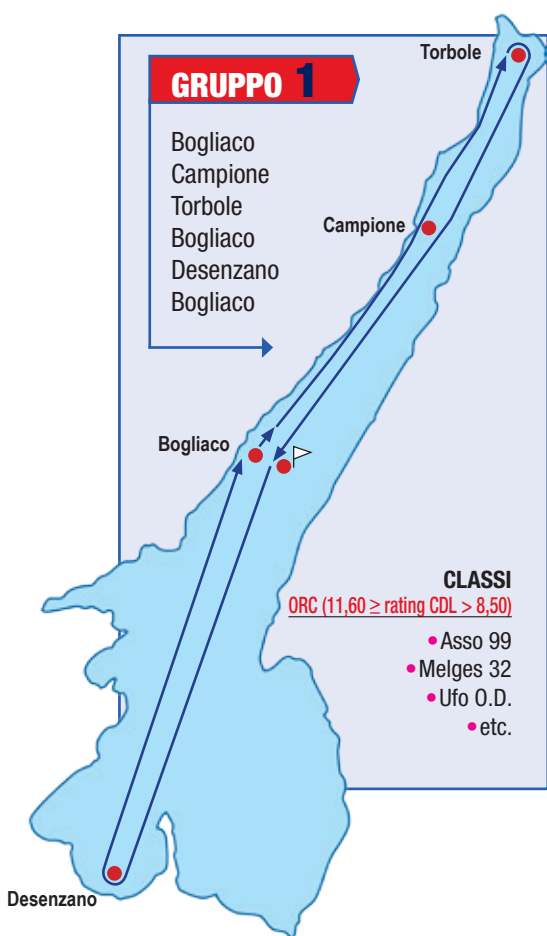 Torbole
GRUPPO 1
Bogliaco
Campione
Torbole
Bogliaco
Desenzano
Bogliaco
Campione
Bogliaco
CLASSI
ORC (11,60 ≥ rating CDL > 8,50)
• Asso 99
• Melges 32
• Ufo O.D.
• etc.
Desenzano